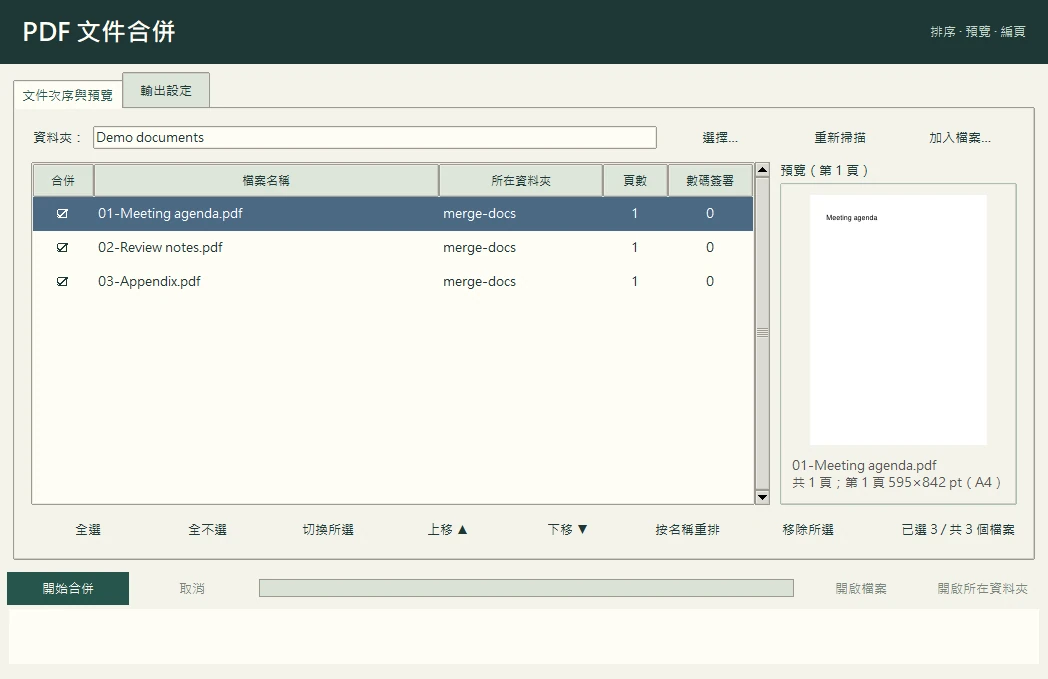 PDF 文件合併
排序 · 預覽 · 編頁
文件次序與預覽
輸出設定
資料夾：
Demo documents
選擇...
重新掃描
加入檔案...
合併
檔案名稱
所在資料夾
頁數
數碼簽署
預覽（第 1 頁）
01-Meeting agenda.pdf
merge-docs
1
0
02-Review notes.pdf
merge-docs
1
0
03-Appendix.pdf
merge-docs
1
0
Meeting agenda
01-Meeting agenda.pdf
共 1 頁；第 1 頁 595×842 pt（A4）
全選
全不選
切換所選
上移 ▲
下移 ▼
按名稱重排
移除所選
已選 3 / 共 3 個檔案
開始合併
取消
開啟檔案
開啟所在資料夾